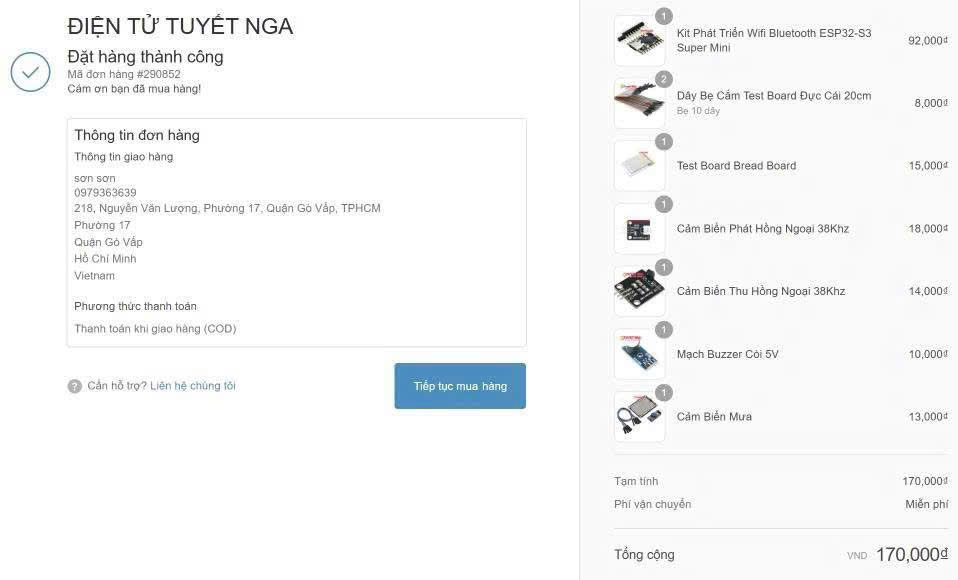 ĐIỆN TỬ TUYẾT NGA
Đặt hàng thành công
Mã đơn hàng #290852
Cám ơn bạn đã mua hàng!
Thông tin đơn hàng
Thông tin giao hàng
sơn sơn
0979363639
218, Nguyễn Văn Lượng, Phường 17, Quận Gò Vấp, TPHCM
Phường 17
Quận Gò Vấp
Hồ Chí Minh
Vietnam
Phương thức thanh toán
Thanh toán khi giao hàng (COD)
? Cần hỗ trợ? Liên hệ chúng tôi
Tiếp tục mua hàng
1
Kit Phát Triển Wifi Bluetooth ESP32-S3
Super Mini
92,000₫
2
Dây Bẹ Cắm Test Board Đực Cái 20cm
Bẹ 10 dây
8,000₫
1
Test Board Bread Board
15,000₫
1
Cảm Biến Phát Hồng Ngoại 38Khz
18,000₫
1
Cảm Biến Thu Hồng Ngoại 38Khz
14,000₫
1
Mạch Buzzer Còi 5V
10,000₫
1
Cảm Biến Mưa
13,000₫
Tạm tính 170,000₫
Phí vận chuyển Miễn phí
Tổng cộng VND 170,000₫